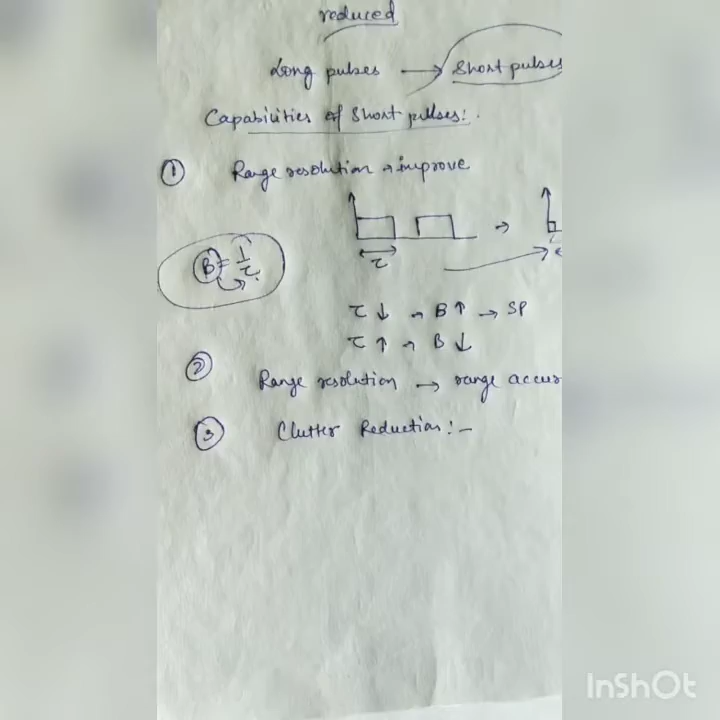 reduced
Long pulses → Short pulses
Capabilities of Short pulses:.
① Range resolution → improve
τ
B = 1/τ
τ ↓ → B ↑ → SP
τ ↑ → B ↓
② Range resolution → range accur
③ Clutter Reduction:-
InShOt